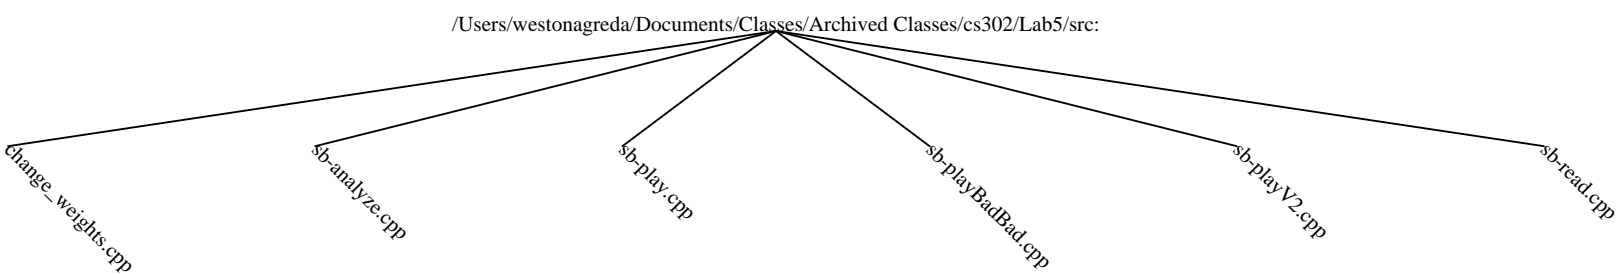 /Users/westonagreda/Documents/Classes/Archived Classes/cs302/Lab5/src:
change_weights.cpp
sb-analyze.cpp
sb-play.cpp
sb-playBadBad.cpp
sb-playV2.cpp
sb-read.cpp